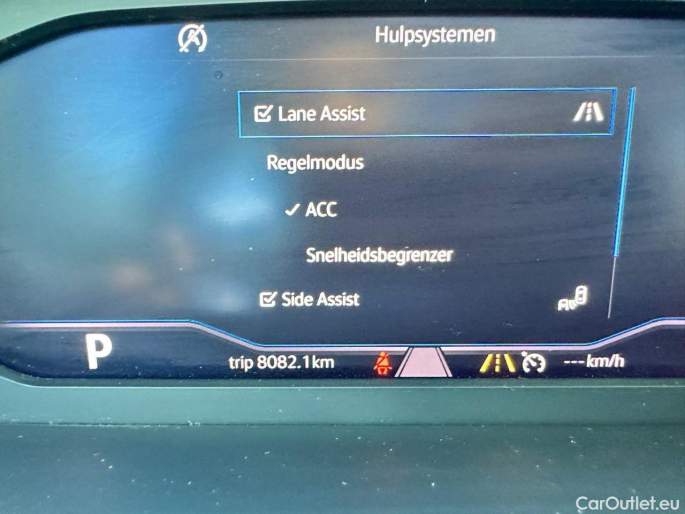 Hulpsystemen
Lane Assist
Regelmodus
ACC
Snelheidsbegrenzer
Side Assist
P
trip 8082.1km
---km/h
CarOutlet.eu